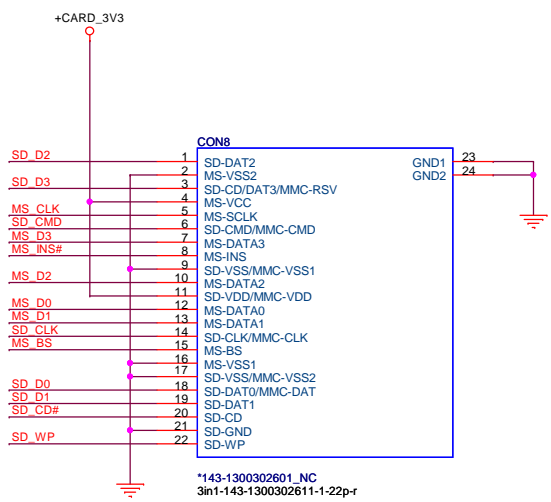 +CARD_3V3
CON8
SD_D2 1 SD-DAT2 GND1 23
2 MS-VSS2 GND2 24
SD_D3 3 SD-CD/DAT3/MMC-RSV
4 MS-VCC
MS_CLK 5 MS-SCLK
SD_CMD 6 SD-CMD/MMC-CMD
MS_D3 7 MS-DATA3
MS_INS# 8 MS-INS
9 SD-VSS/MMC-VSS1
MS_D2 10 MS-DATA2
11 SD-VDD/MMC-VDD
MS_D0 12 MS-DATA0
MS_D1 13 MS-DATA1
SD_CLK 14 SD-CLK/MMC-CLK
MS_BS 15 MS-BS
16 MS-VSS1
17 SD-VSS/MMC-VSS2
SD_D0 18 SD-DAT0/MMC-DAT
SD_D1 19 SD-DAT1
SD_CD# 20 SD-CD
21 SD-GND
SD_WP 22 SD-WP
*143-1300302601_NC
3in1-143-1300302611-1-22p-r